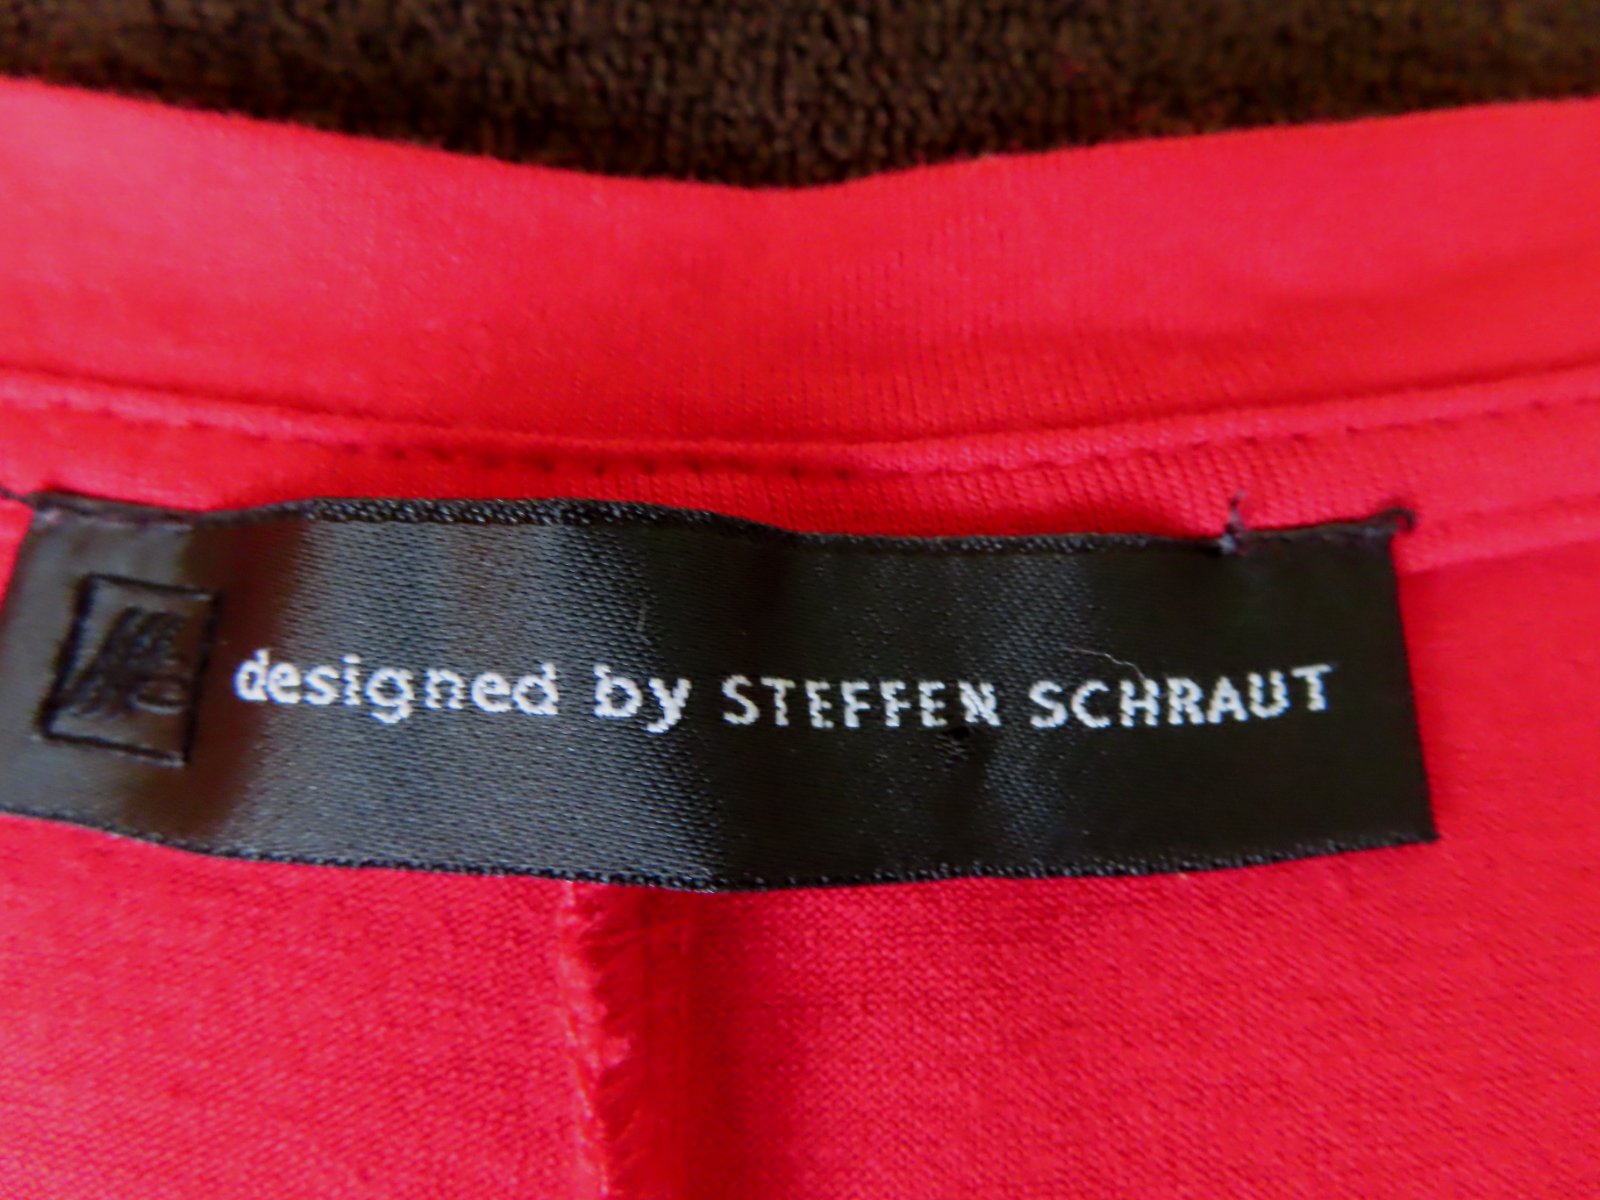 designed by STEFFEN SCHRAUT